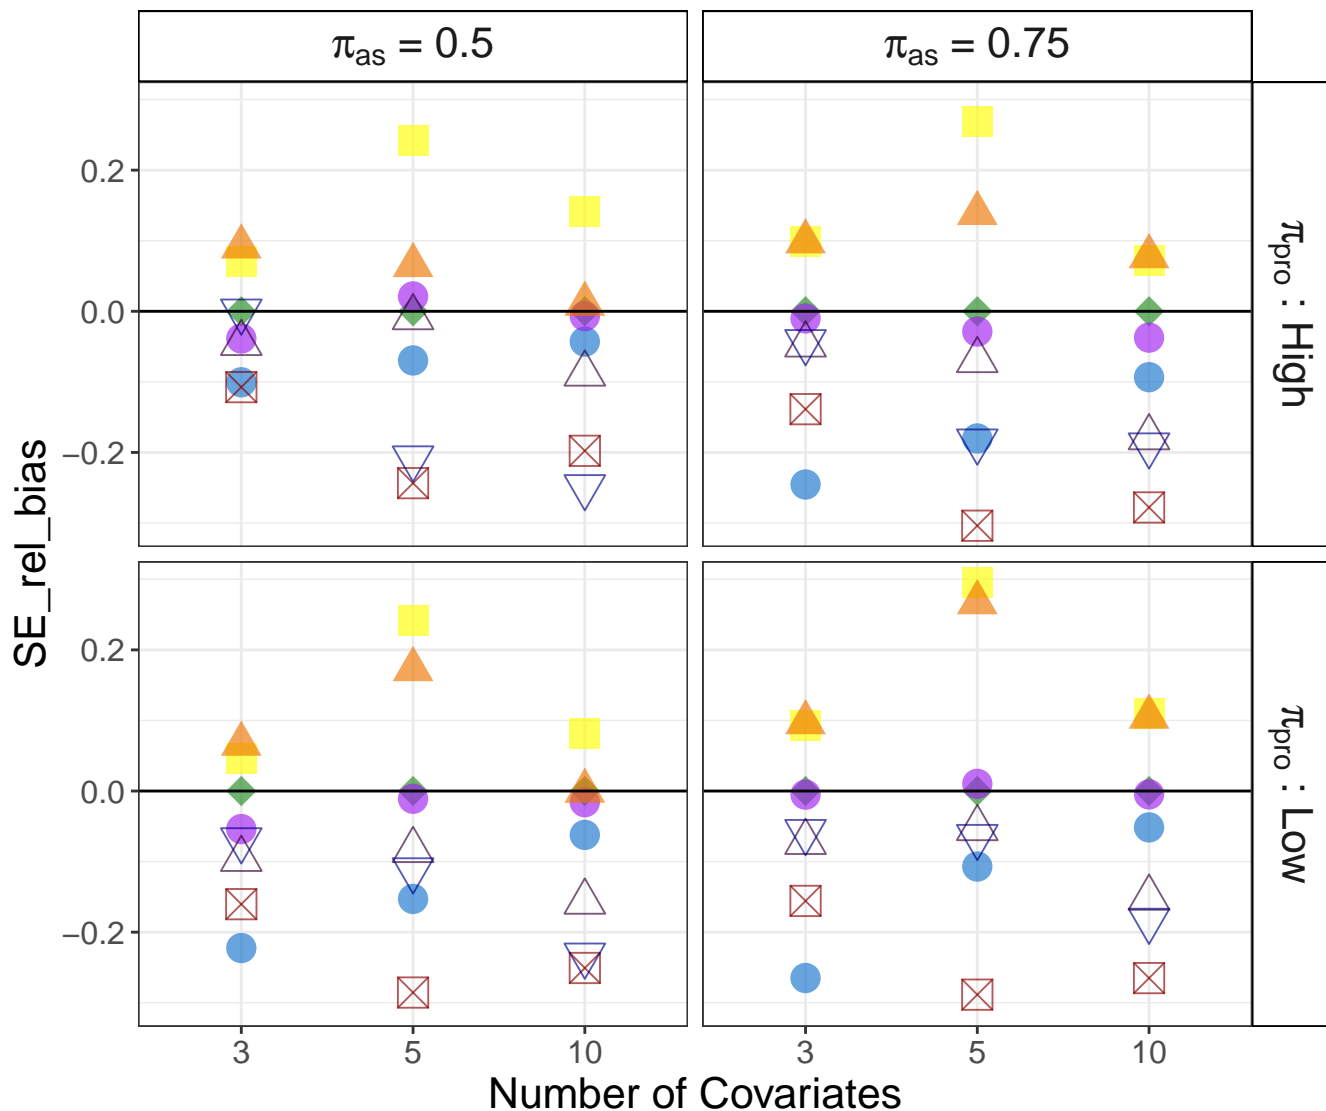 π_as = 0.5
π_as = 0.75
0.2
0.0
−0.2
π_pro : High
0.2
0.0
−0.2
π_pro : Low
SE_rel_bias
3
5
10
3
5
10
Number of Covariates